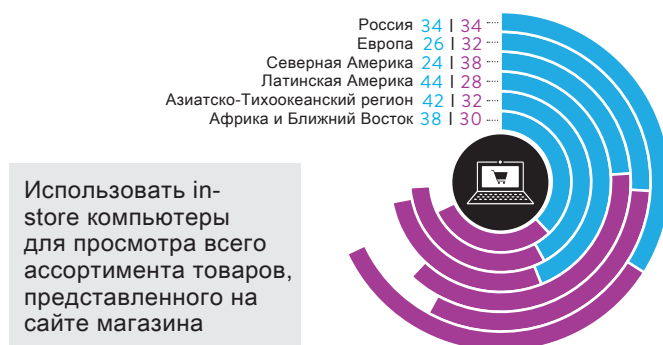 Россия 34 | 34
Европа 26 | 32
Северная Америка 24 | 38
Латинская Америка 44 | 28
Азиатско-Тихоокеанский регион 42 | 32
Африка и Ближний Восток 38 | 30
Использовать in-
store компьютеры
для просмотра всего
ассортимента товаров,
представленного на
сайте магазина